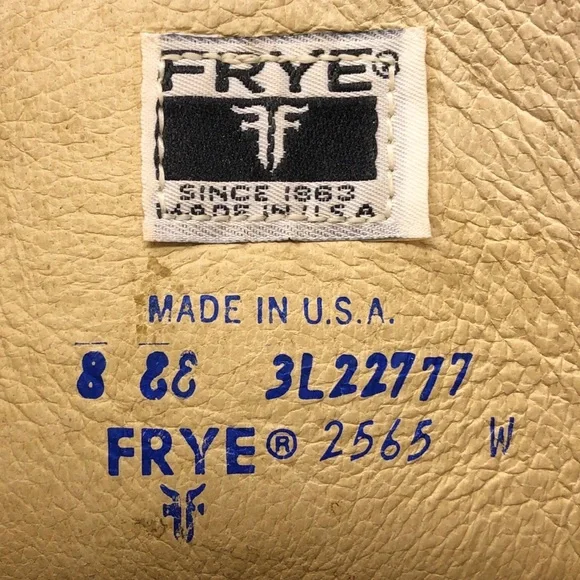 FRYE®
SINCE 1863
MADE IN U.S.A
MADE IN U.S.A.
8 3L22777
FRYE® 2565 W